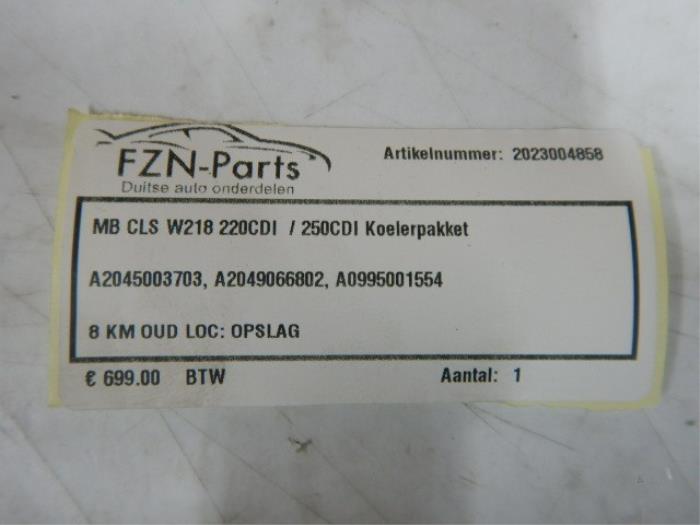 FZN-Parts
Duitse auto onderdelen
Artikelnummer: 2023004858
MB CLS W218 220CDI / 250CDI Koelerpakket
A2045003703, A2049066802, A0995001554
8 KM OUD LOC: OPSLAG
€ 699.00 BTW Aantal: 1